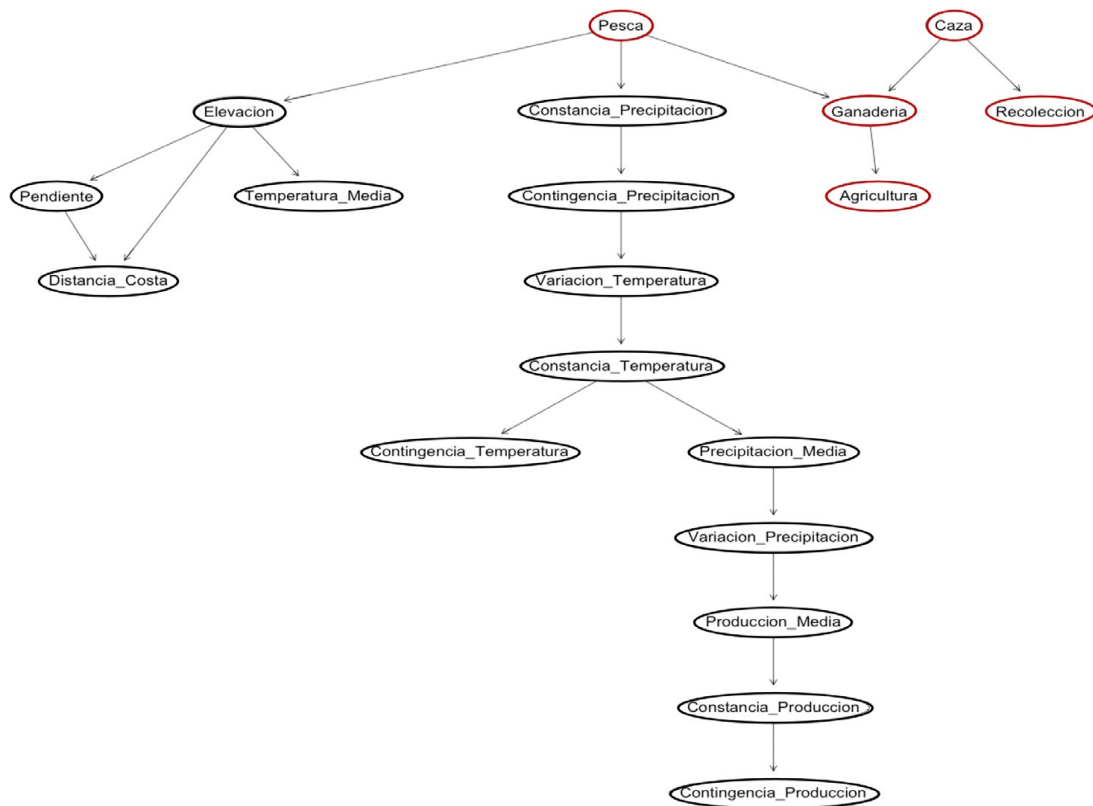 Pesca
Caza
Elevacion
Constancia_Precipitacion
Ganaderia
Recoleccion
Pendiente
Temperatura_Media
Contingencia_Precipitacion
Agricultura
Distancia_Costa
Variacion_Temperatura
Constancia_Temperatura
Contingencia_Temperatura
Precipitacion_Media
Variacion_Precipitacion
Produccion_Media
Constancia_Produccion
Contingencia_Produccion